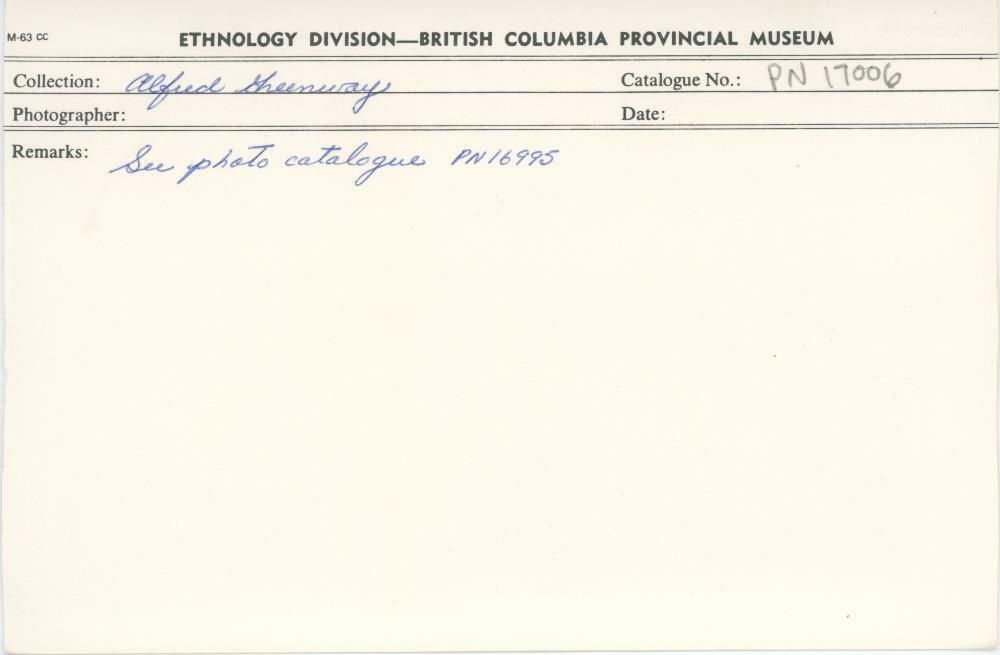 M-63 CC
ETHNOLOGY DIVISION—BRITISH COLUMBIA PROVINCIAL MUSEUM
Collection: Alfred Greenway Catalogue No.: PN 17006
Photographer: Date:
Remarks: See photo catalogue PN16995